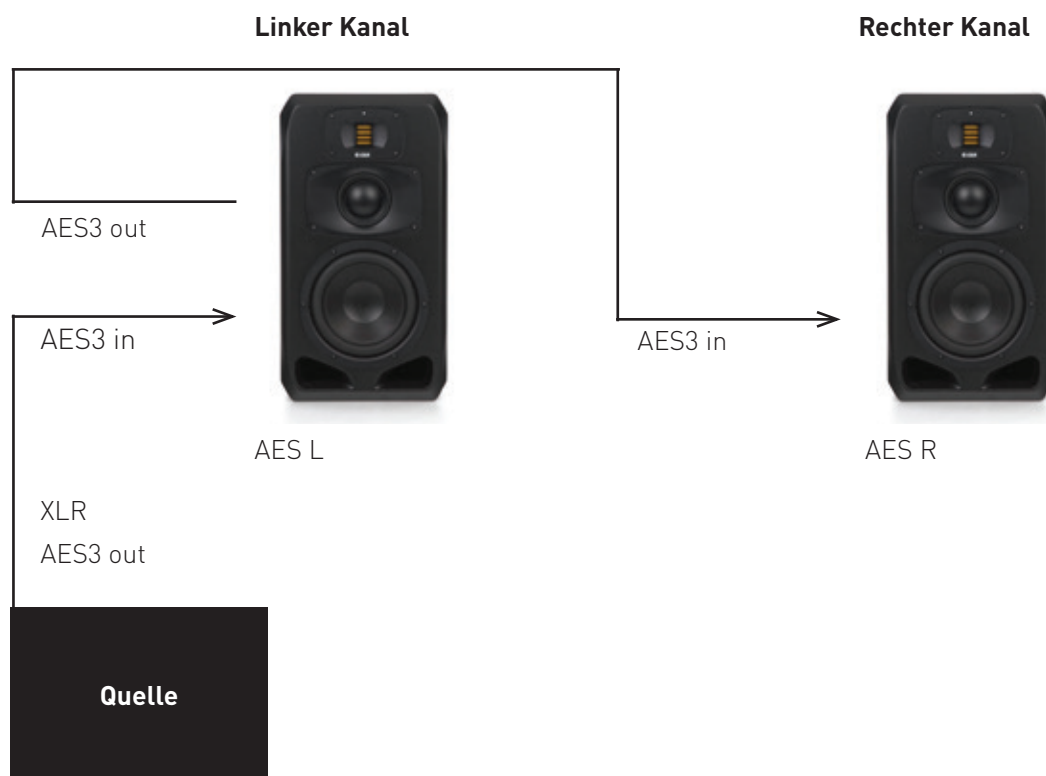 Linker Kanal
Rechter Kanal
AES3 out
AES3 in
AES3 in
AES L
AES R
XLR
AES3 out
Quelle